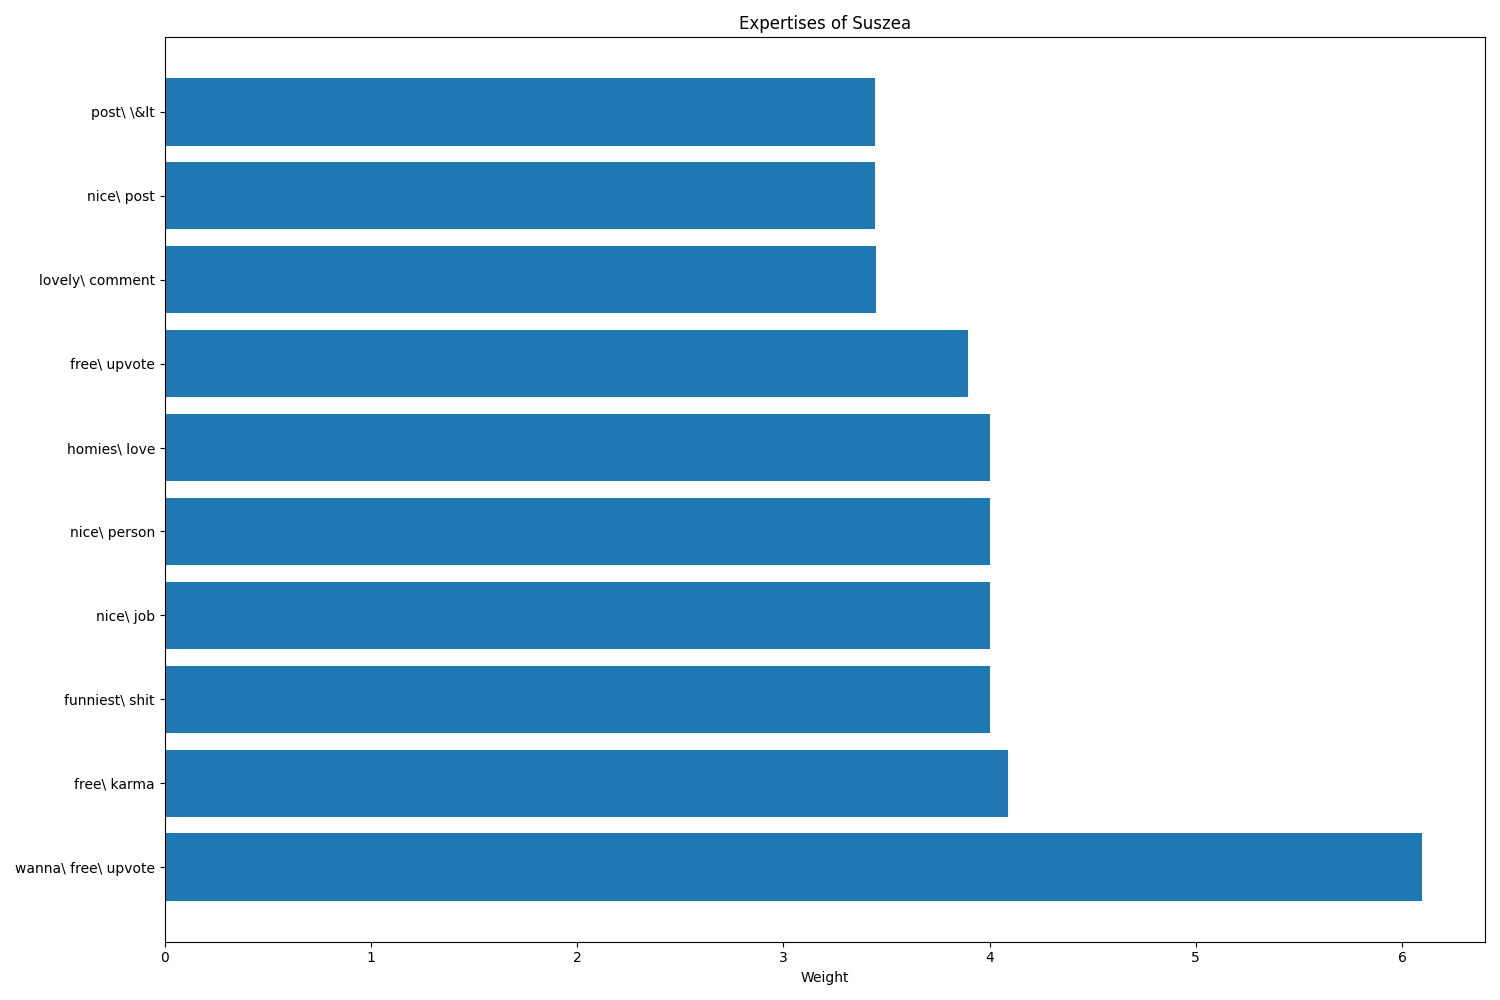 Expertises of Suszea
post\ \&lt
nice\ post
lovely\ comment
free\ upvote
homies\ love
nice\ person
nice\ job
funniest\ shit
free\ karma
wanna\ free\ upvote
0 1 2 3 4 5 6
Weight